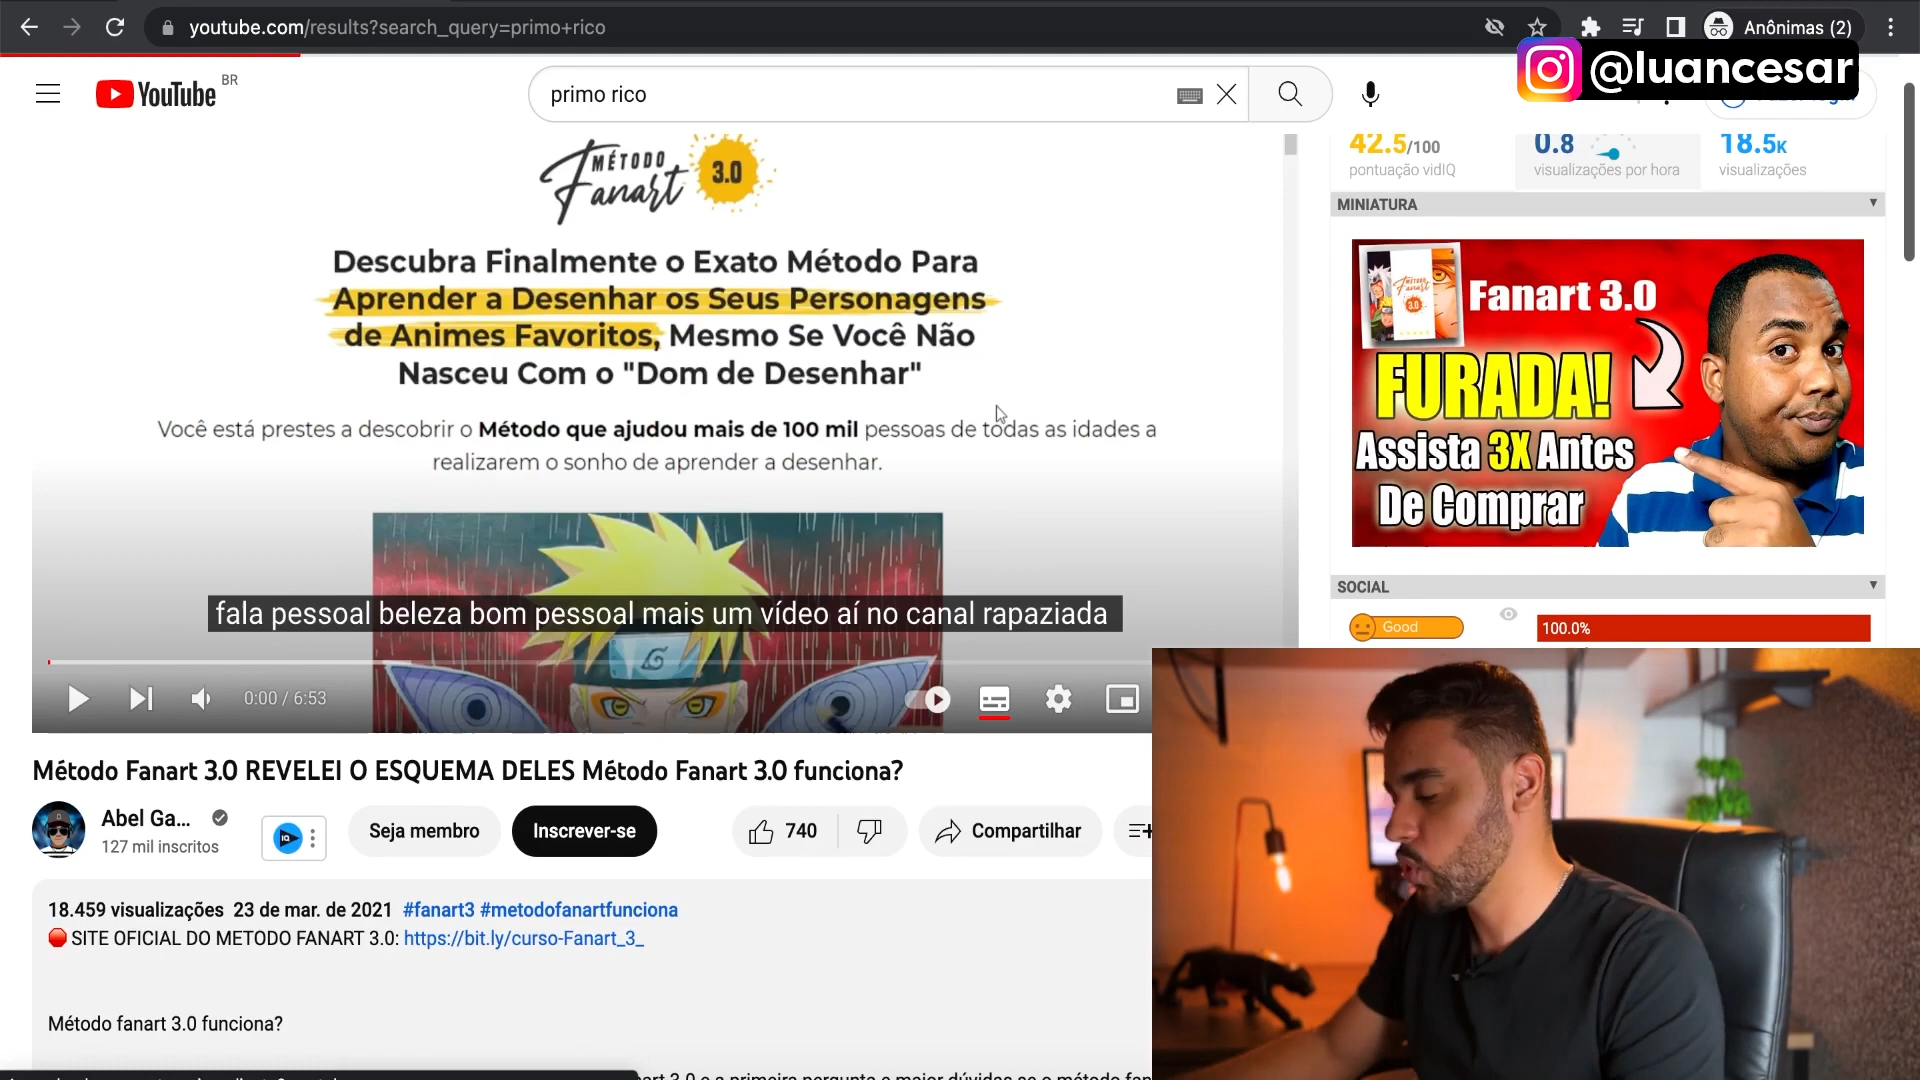 youtube.com/results?search_query=primo+rico
Anônimas (2)
@luancesar
YouTube BR
primo rico
MÉTODO
Fanart 3.0
Descubra Finalmente o Exato Método Para
Aprender a Desenhar os Seus Personagens
de Animes Favoritos, Mesmo Se Você Não
Nasceu Com o "Dom de Desenhar"
Você está prestes a descobrir o Método que ajudou mais de 100 mil pessoas de todas as idades a
realizarem o sonho de aprender a desenhar.
fala pessoal beleza bom pessoal mais um vídeo aí no canal rapaziada
0:00 / 6:53
42.5/100
pontuação vidIQ
0.8
visualizações por hora
18.5K
visualizações
MINIATURA
Fanart 3.0
FURADA!
Assista 3X Antes
De Comprar
SOCIAL
Good
100.0%
Método Fanart 3.0 REVELEI O ESQUEMA DELES Método Fanart 3.0 funciona?
Abel Ga...
127 mil inscritos
IQ
Seja membro
Inscrever-se
740
Compartilhar
18.459 visualizações 23 de mar. de 2021 #fanart3 #metodofanartfunciona
SITE OFICIAL DO METODO FANART 3.0: https://bit.ly/curso-Fanart_3_
Método fanart 3.0 funciona?